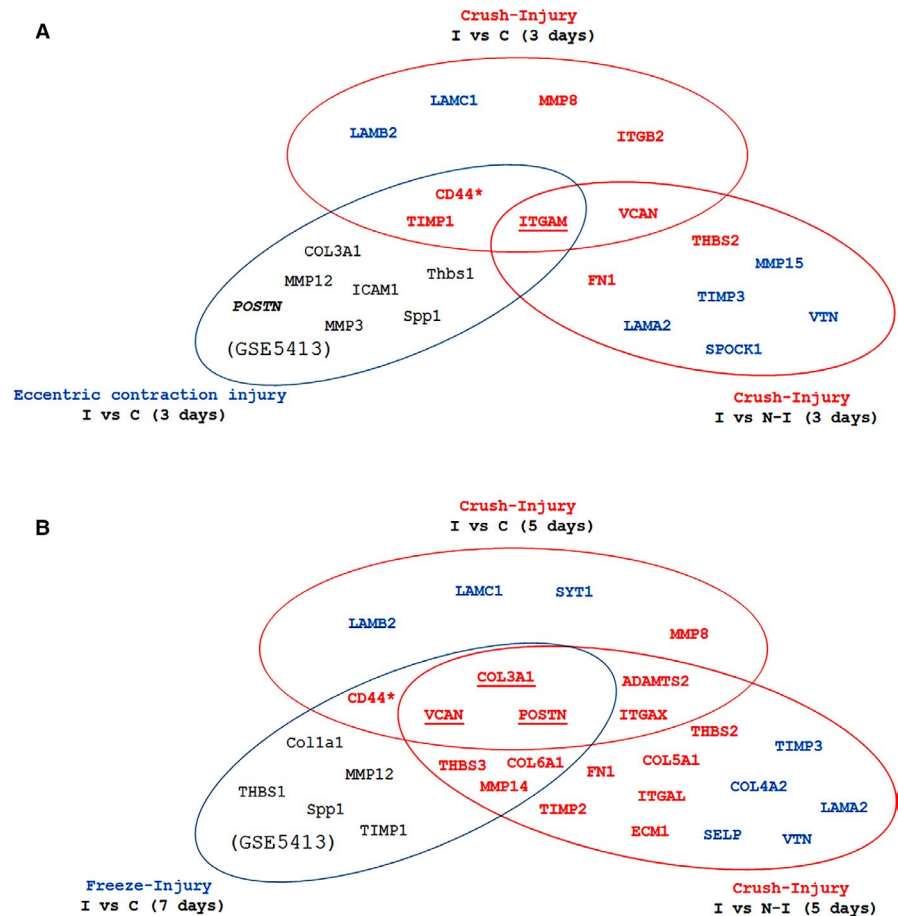 Crush-Injury
A
I vs C (3 days)
LAMC1 MMP8
LAMB2 ITGB2
CD44*
TIMP1 ITGAM VCAN
COL3A1 THBS2
MMP12 ICAM1 Thbs1 FN1 MMP15
POSTN TIMP3
MMP3 Spp1 LAMA2 VTN
(GSE5413) SPOCK1
Eccentric contraction injury Crush-Injury
I vs C (3 days) I vs N-I (3 days)
Crush-Injury
B
I vs C (5 days)
LAMC1 SYT1
LAMB2
MMP8
COL3A1 ADAMTS2
CD44*
VCAN POSTN ITGAX
THBS2
Col1a1 TIMP3
THBS3 COL6A1 COL5A1
MMP12 FN1
MMP14 COL4A2
THBS1 ITGAL
Spp1 TIMP2 LAMA2
TIMP1 ECM1 SELP VTN
(GSE5413)
Freeze-Injury Crush-Injury
I vs C (7 days) I vs N-I (5 days)